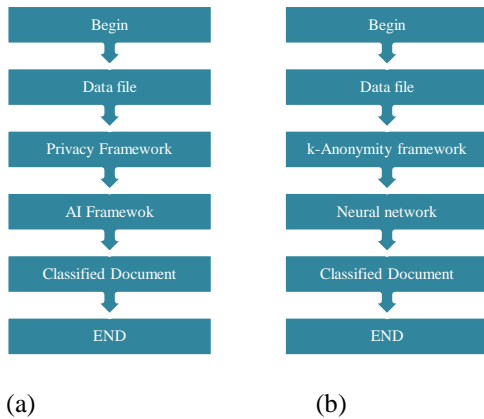 Begin
Data file
Privacy Framework
AI Framewok
Classified Document
END
(a)
Begin
Data file
k-Anonymity framework
Neural network
Classified Document
END
(b)